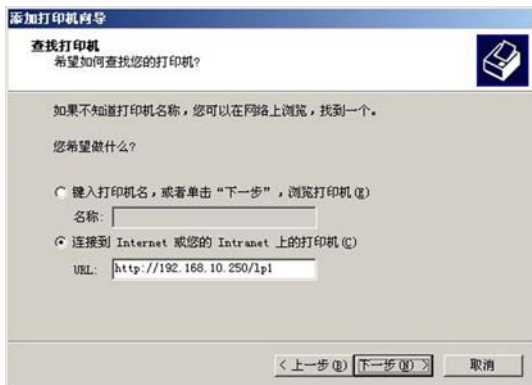 添加打印机向导
查找打印机
希望如何查找您的打印机?
如果不知道打印机名称，您可以在网络上浏览，找到一个。
您希望做什么?
键入打印机名，或者单击“下一步”，浏览打印机(E)
名称:
连接到 Internet 或您的 Intranet 上的打印机(C)
URL: http://192.168.10.250/lp1
< 上一步(B) 下一步(N) > 取消